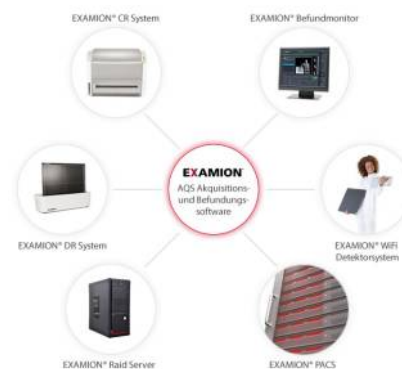 EXAMION® CR System
EXAMION® Befundmonitor
EXAMION
AQS Akquisitions-
und Befundungs-
software
EXAMION® DR System
EXAMION® WiFi
Detektorsystem
EXAMION® Raid Server
EXAMION® PACS